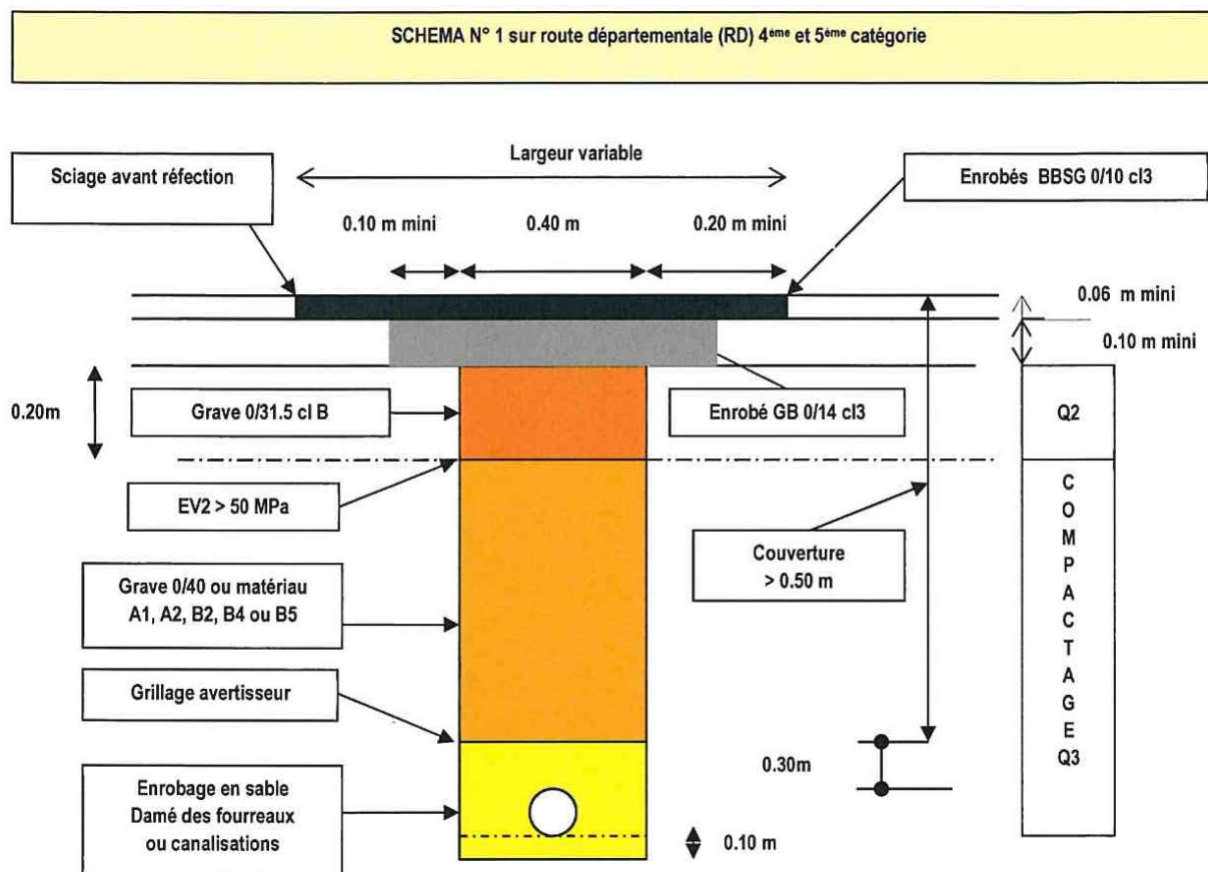 SCHEMA N° 1 sur route départementale (RD) 4ème et 5ème catégorie
Largeur variable
Sciage avant réfection
Enrobés BBSG 0/10 cl3
0.10 m mini
0.40 m
0.20 m mini
0.06 m mini
0.10 m mini
0.20m
Grave 0/31.5 cl B
Enrobé GB 0/14 cl3
Q2
EV2 > 50 MPa
Couverture
> 0.50 m
Grave 0/40 ou matériau
A1, A2, B2, B4 ou B5
Grillage avertisseur
C
O
M
P
A
C
T
A
G
E
Q3
0.30m
Enrobage en sable
Damé des fourreaux
ou canalisations
0.10 m